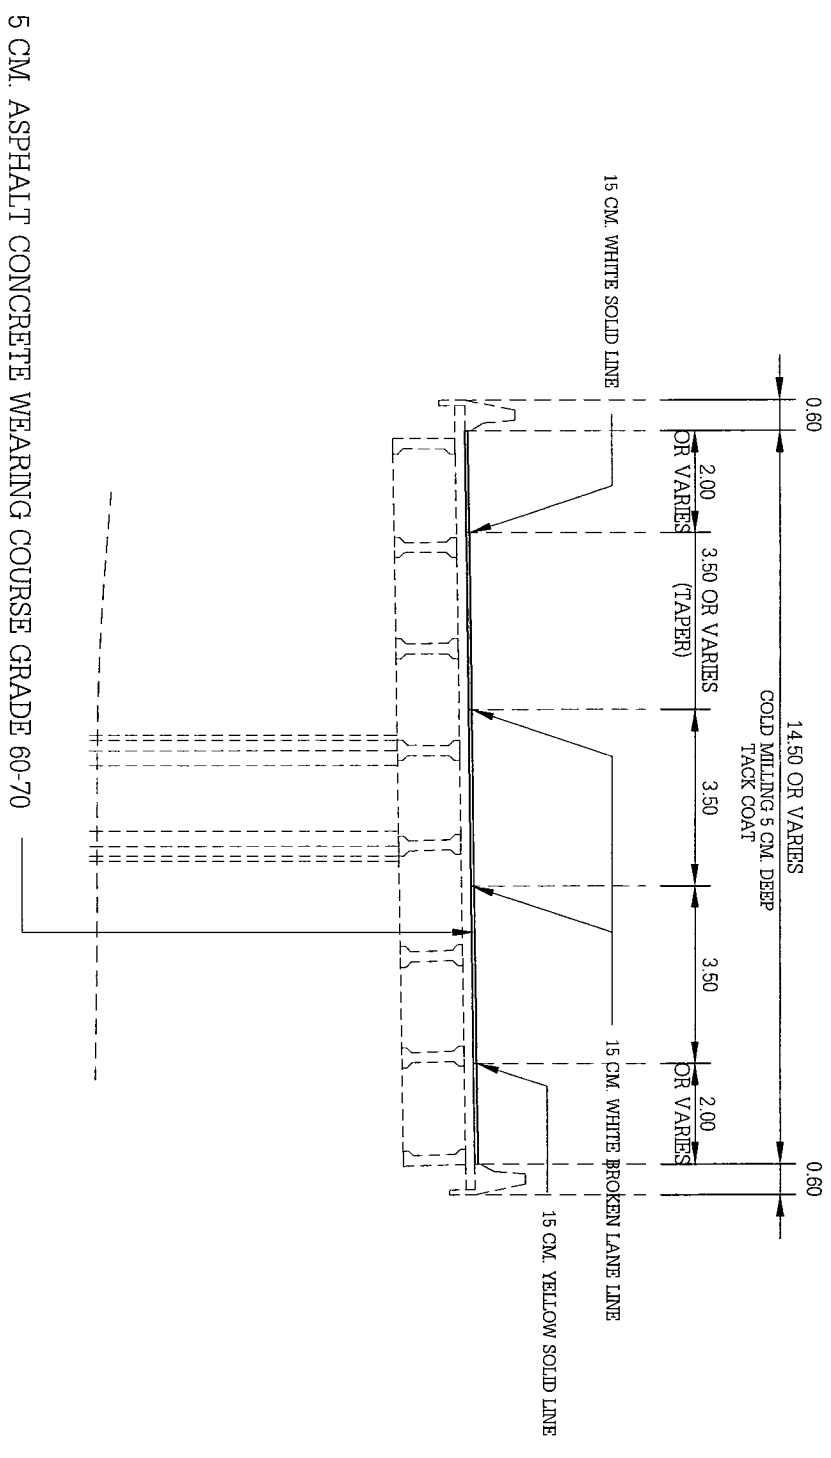 14.50 OR VARIES
COLD MILLING 5 CM. DEEP
TACK COAT
0.60
0.60
2.00
OR VARIES
3.50 OR VARIES
(TAPER)
3.50
3.50
2.00
OR VARIES
15 CM. WHITE SOLID LINE
15 CM. WHITE BROKEN LANE LINE
15 CM. YELLOW SOLID LINE
5 CM. ASPHALT CONCRETE WEARING COURSE GRADE 60-70